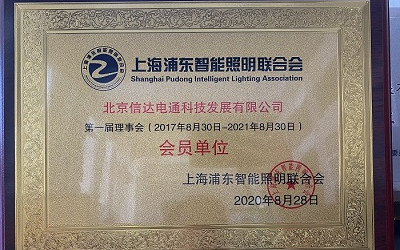 上海浦东智能照明联合会
Shanghai Pudong Intelligent Lighting Association
北京信达电通科技发展有限公司
第一届理事会（2017年8月30日-2021年8月30日）
会员单位
上海浦东智能照明联合会
2020年8月28日